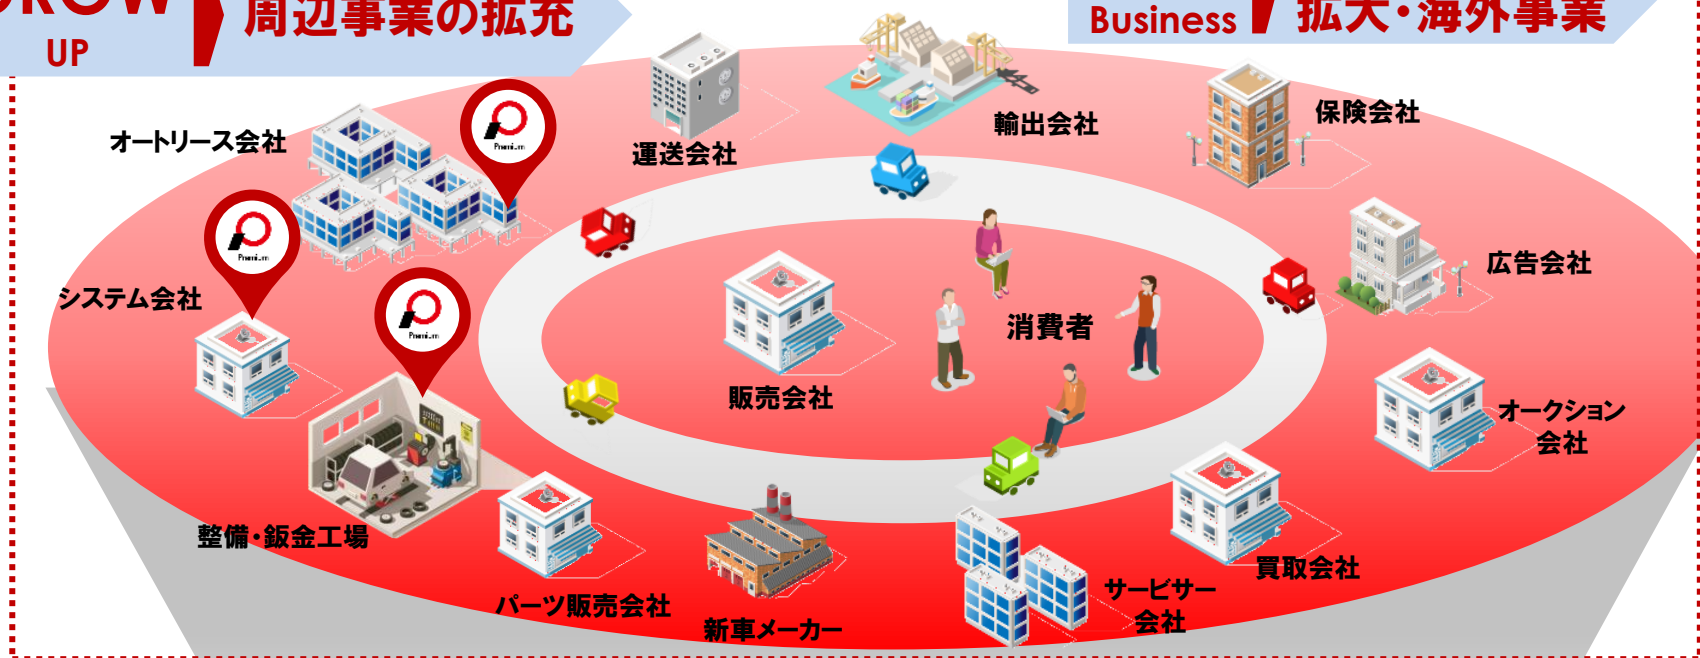 GROW
UP
周辺事業の拡充
Business
拡大・海外事業
オートリース会社
Premium
運送会社
輸出会社
保険会社
Premium
システム会社
広告会社
Premium
消費者
販売会社
オークション
会社
整備・鈑金工場
買取会社
パーツ販売会社
サービサー
会社
新車メーカー